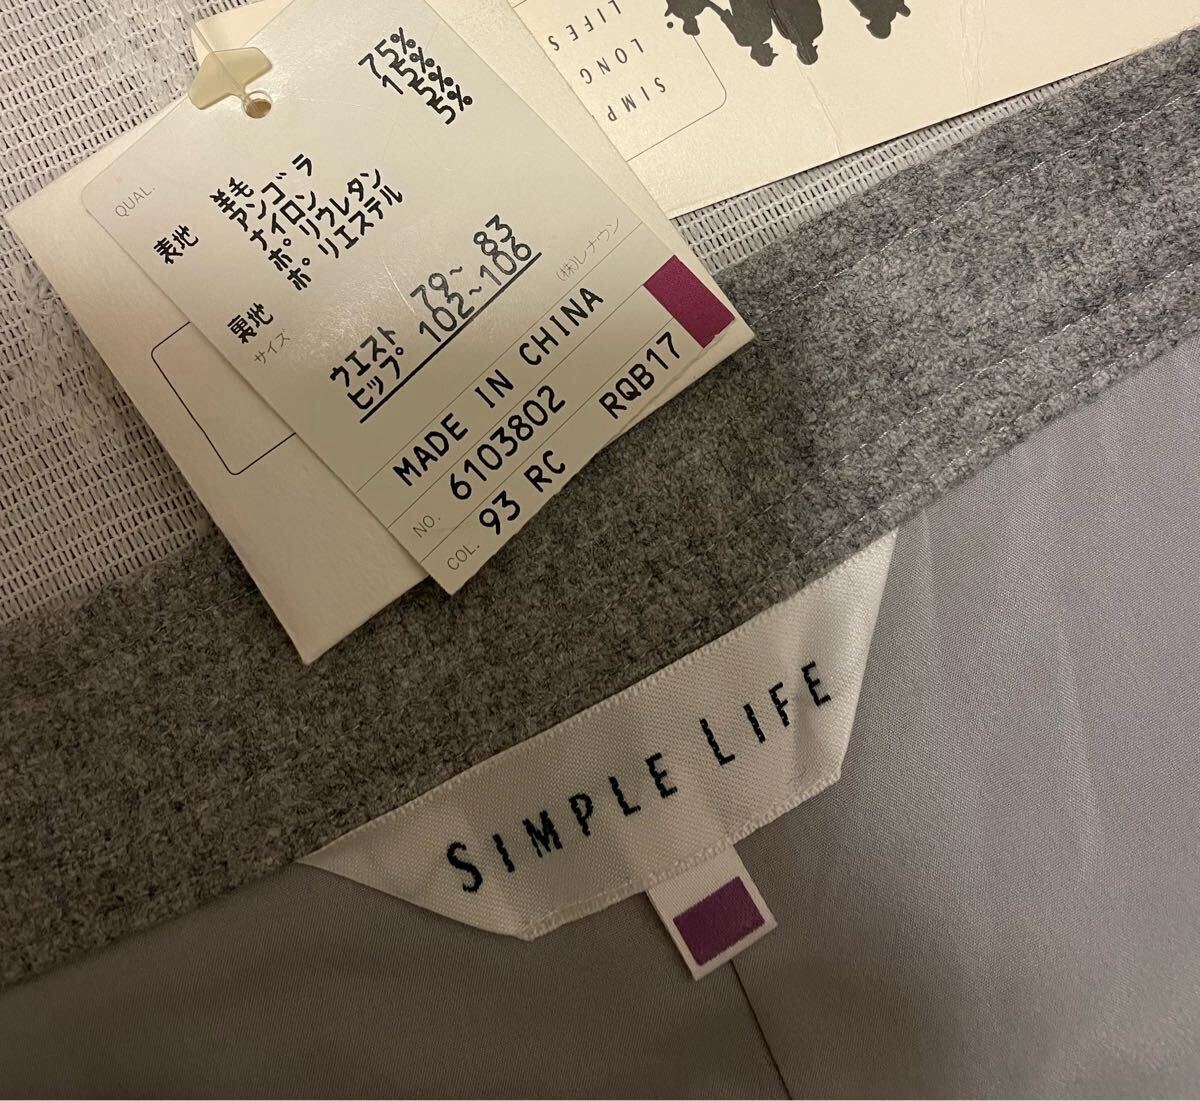 SIMP
LONG
LIFES
QUAL.
表地
羊毛 75%
アンゴラ 15%
ナイロン 5%
ポリウレタン 5%
裏地 ポリエステル
サイズ
ウエスト 79~ 83
ヒップ 102~106
(株)レナウン
MADE IN CHINA
NO. 6103802
COL. 93 RC RQB17
SIMPLE LIFE